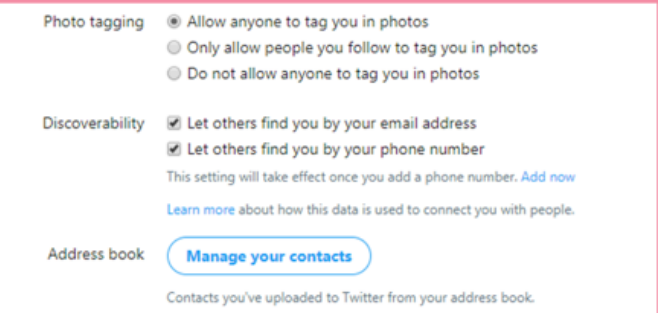 Photo tagging Allow anyone to tag you in photos
Only allow people you follow to tag you in photos
Do not allow anyone to tag you in photos
Discoverability Let others find you by your email address
Let others find you by your phone number
This setting will take effect once you add a phone number. Add now
Learn more about how this data is used to connect you with people.
Address book Manage your contacts
Contacts you've uploaded to Twitter from your address book.